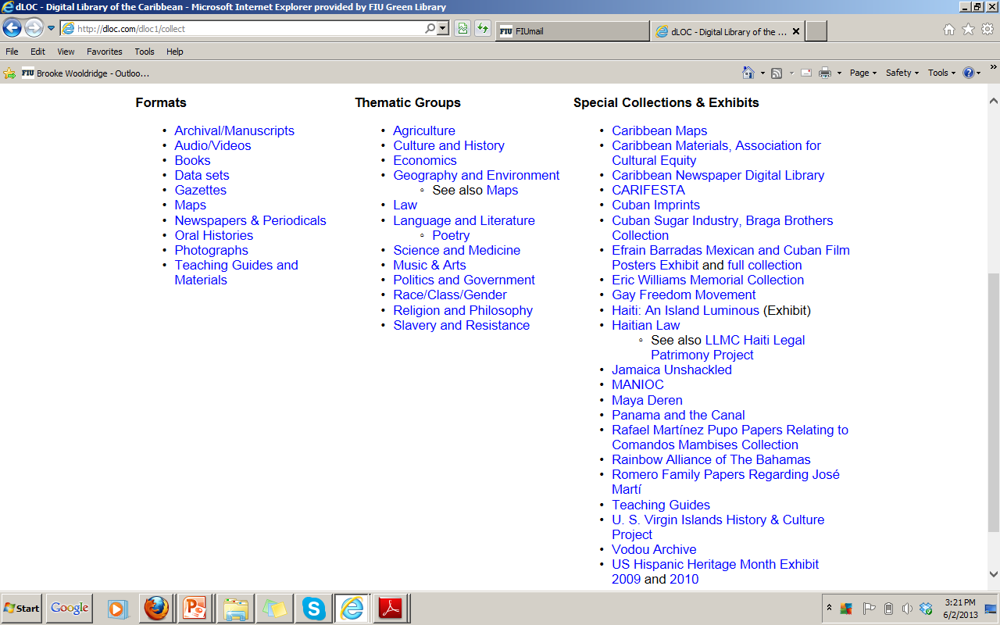 dLOC - Digital Library of the Caribbean - Microsoft Internet Explorer provided by FIU Green Library
http://dloc.com/dloc1/collect
FIU FIUmail
dLOC - Digital Library of the ...
File Edit View Favorites Tools Help
FIU Brooke Wooldridge - Outloo...
Page Safety Tools
Formats
Archival/Manuscripts
Audio/Videos
Books
Data sets
Gazettes
Maps
Newspapers & Periodicals
Oral Histories
Photographs
Teaching Guides and
Materials
Thematic Groups
Agriculture
Culture and History
Economics
Geography and Environment
See also Maps
Law
Language and Literature
Poetry
Science and Medicine
Music & Arts
Politics and Government
Race/Class/Gender
Religion and Philosophy
Slavery and Resistance
Special Collections & Exhibits
Caribbean Maps
Caribbean Materials, Association for
Cultural Equity
Caribbean Newspaper Digital Library
CARIFESTA
Cuban Imprints
Cuban Sugar Industry, Braga Brothers
Collection
Efrain Barradas Mexican and Cuban Film
Posters Exhibit and full collection
Eric Williams Memorial Collection
Gay Freedom Movement
Haiti: An Island Luminous (Exhibit)
Haitian Law
See also LLMC Haiti Legal
Patrimony Project
Jamaica Unshackled
MANIOC
Maya Deren
Panama and the Canal
Rafael Martínez Pupo Papers Relating to
Comandos Mambises Collection
Rainbow Alliance of The Bahamas
Romero Family Papers Regarding José
Martí
Teaching Guides
U. S. Virgin Islands History & Culture
Project
Vodou Archive
US Hispanic Heritage Month Exhibit
2009 and 2010
Start Google
3:21 PM
6/2/2013